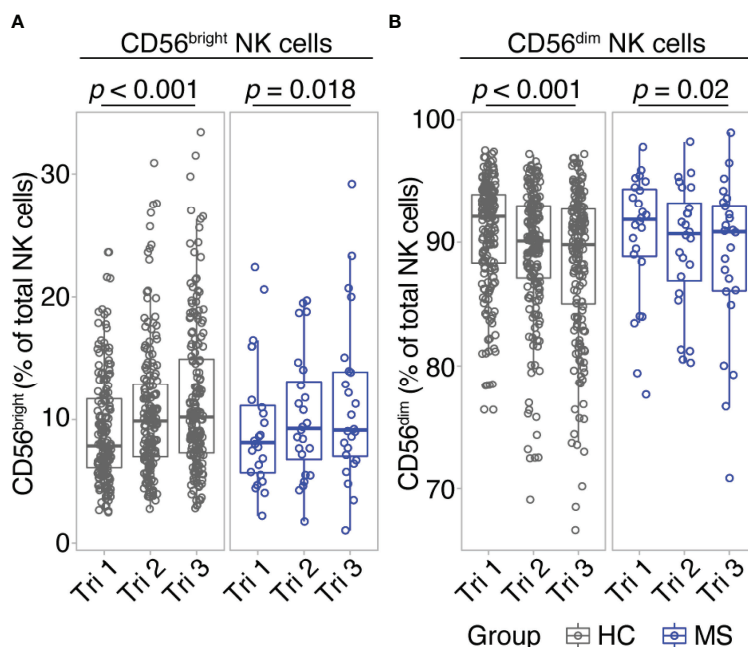 A
CD56bright NK cells
p < 0.001
p = 0.018
CD56bright (% of total NK cells)
30
20
10
0
Tri 1
Tri 2
Tri 3
Tri 1
Tri 2
Tri 3
B
CD56dim NK cells
p < 0.001
p = 0.02
CD56dim (% of total NK cells)
100
90
80
70
Tri 1
Tri 2
Tri 3
Tri 1
Tri 2
Tri 3
Group HC MS